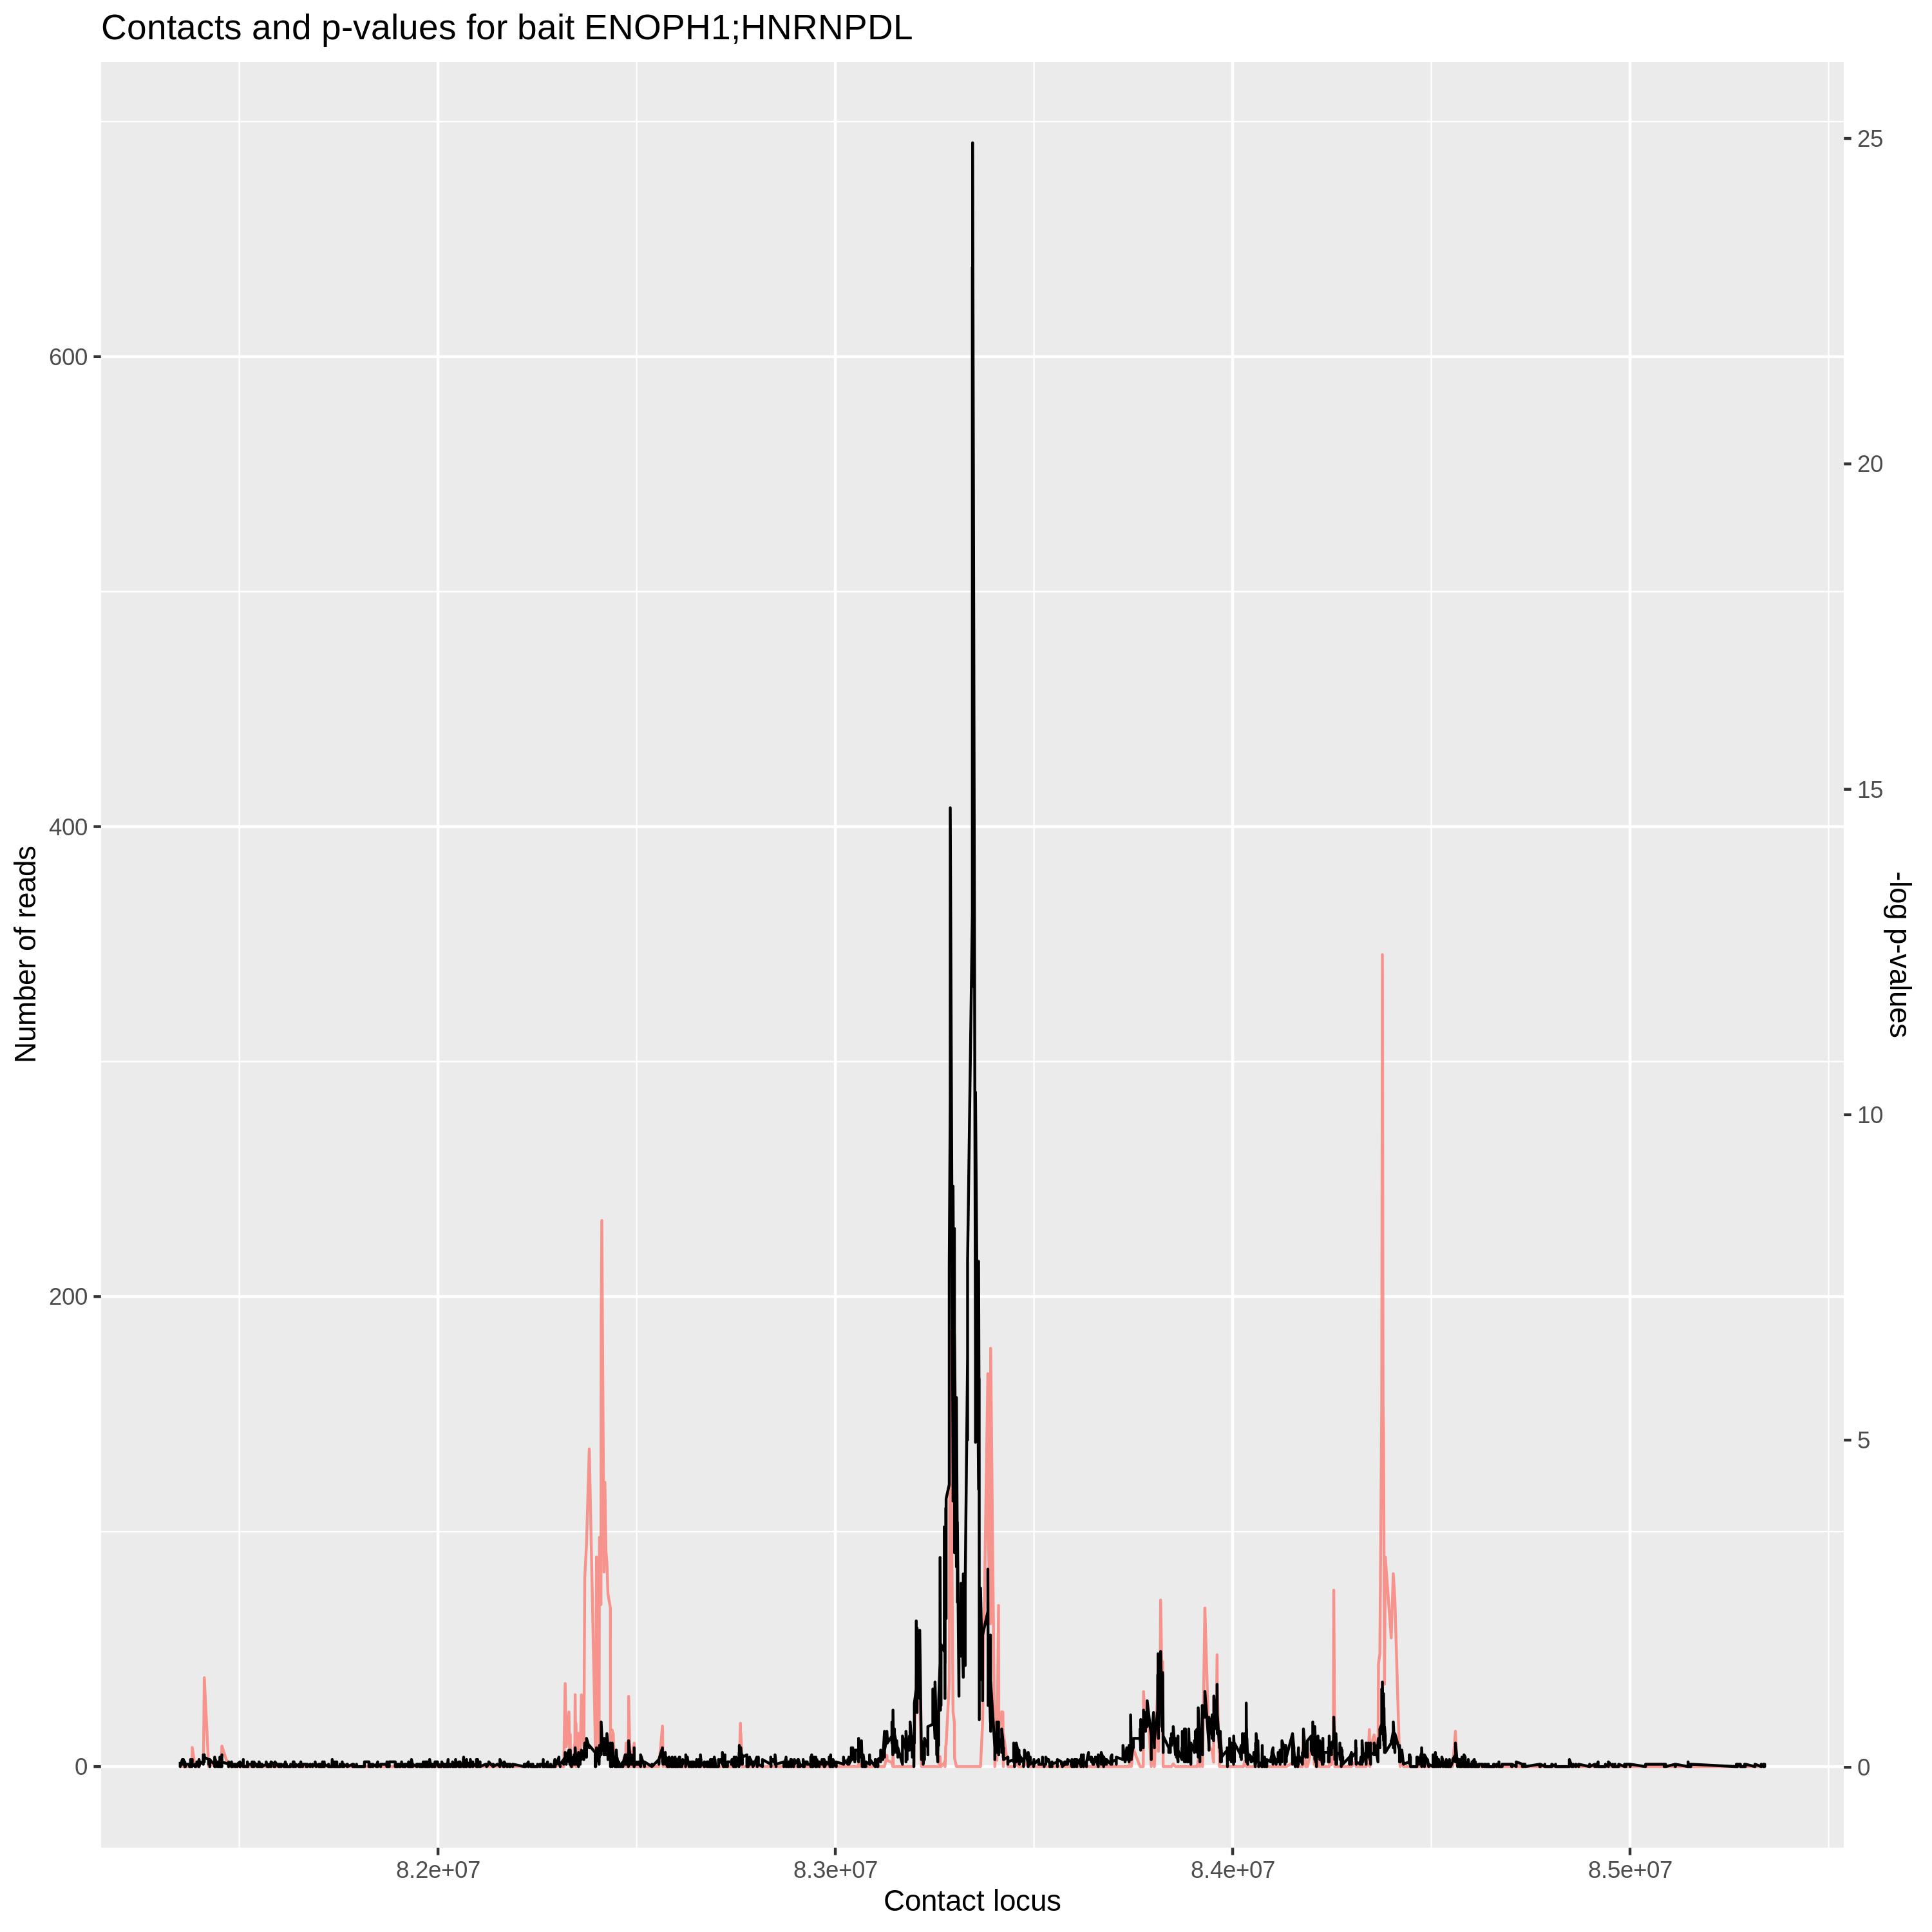 Contacts and p-values for bait ENOPH1;HNRNPDL
600
400
200
0
Number of reads
25
20
15
10
5
0
-log p-values
8.2e+07
8.3e+07
8.4e+07
8.5e+07
Contact locus